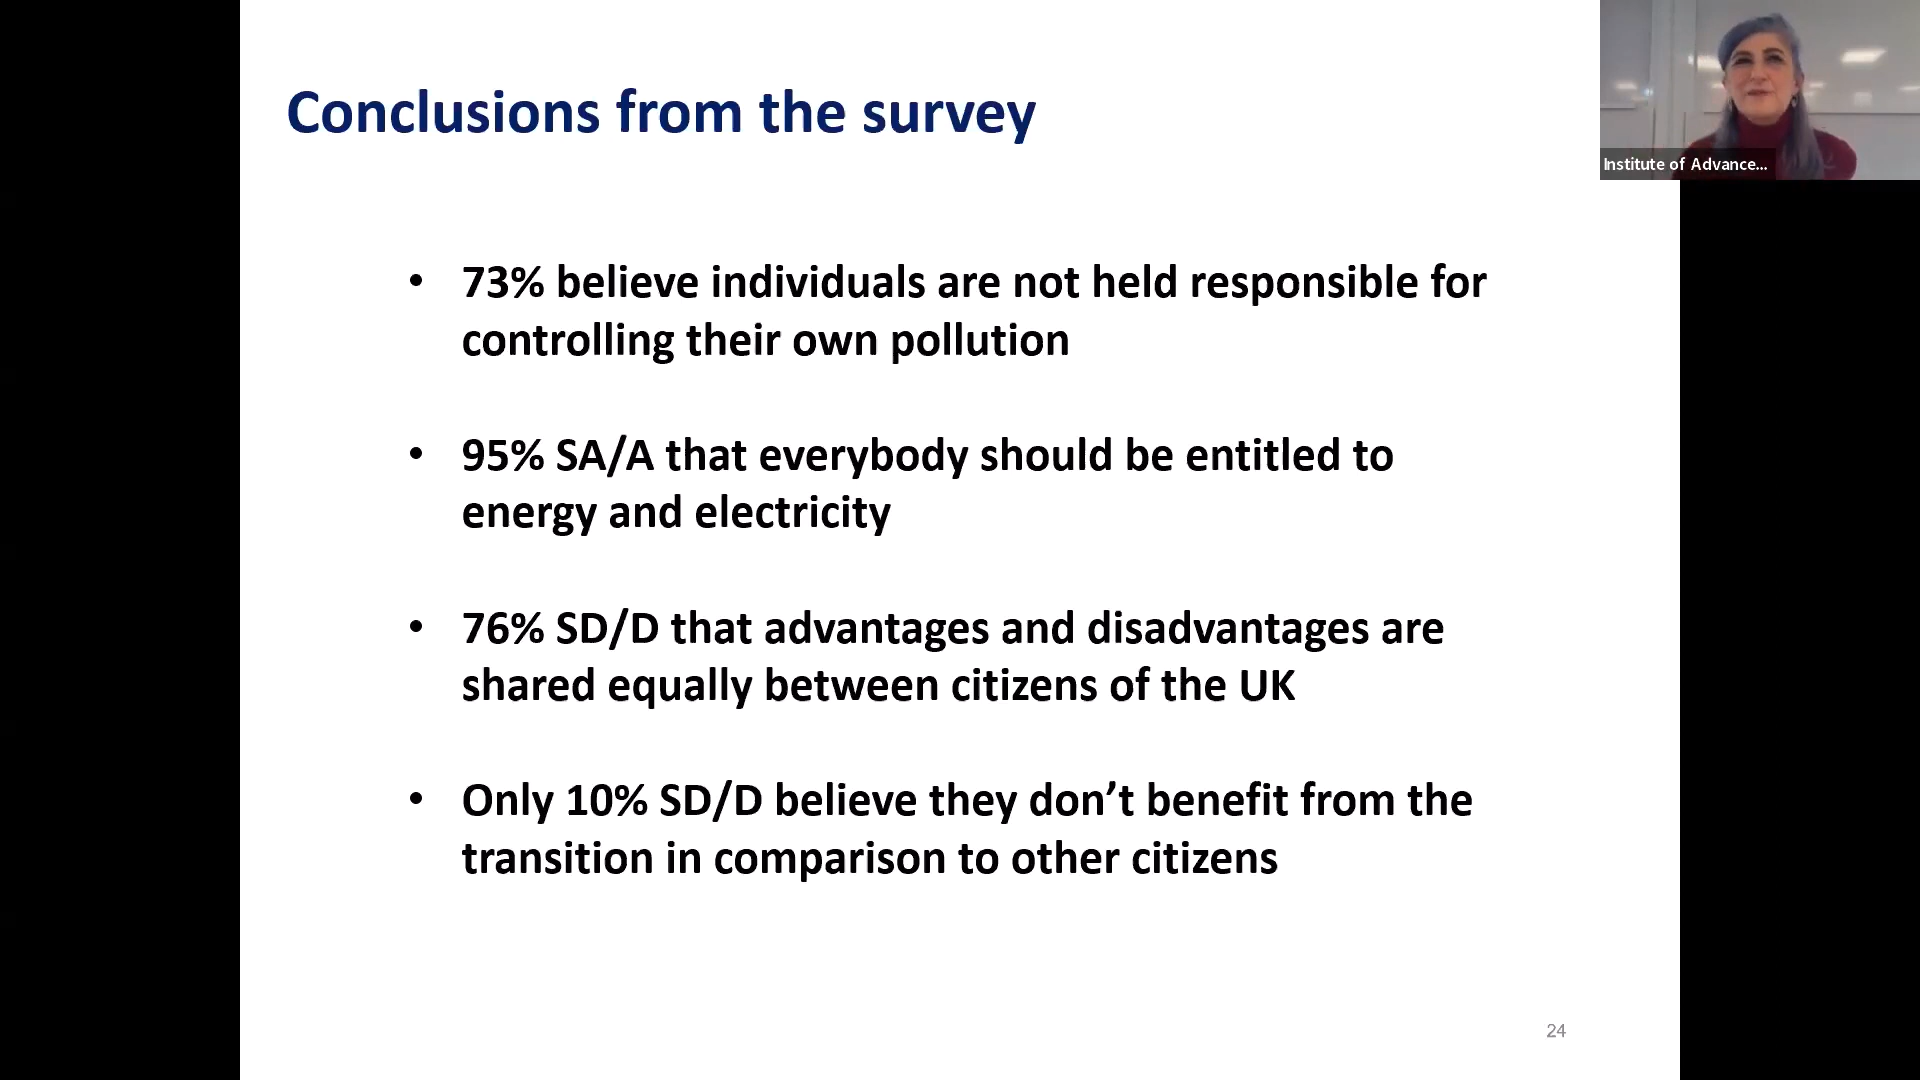 Conclusions from the survey
Institute of Advance...
• 73% believe individuals are not held responsible for
controlling their own pollution
• 95% SA/A that everybody should be entitled to
energy and electricity
• 76% SD/D that advantages and disadvantages are
shared equally between citizens of the UK
• Only 10% SD/D believe they don’t benefit from the
transition in comparison to other citizens
24